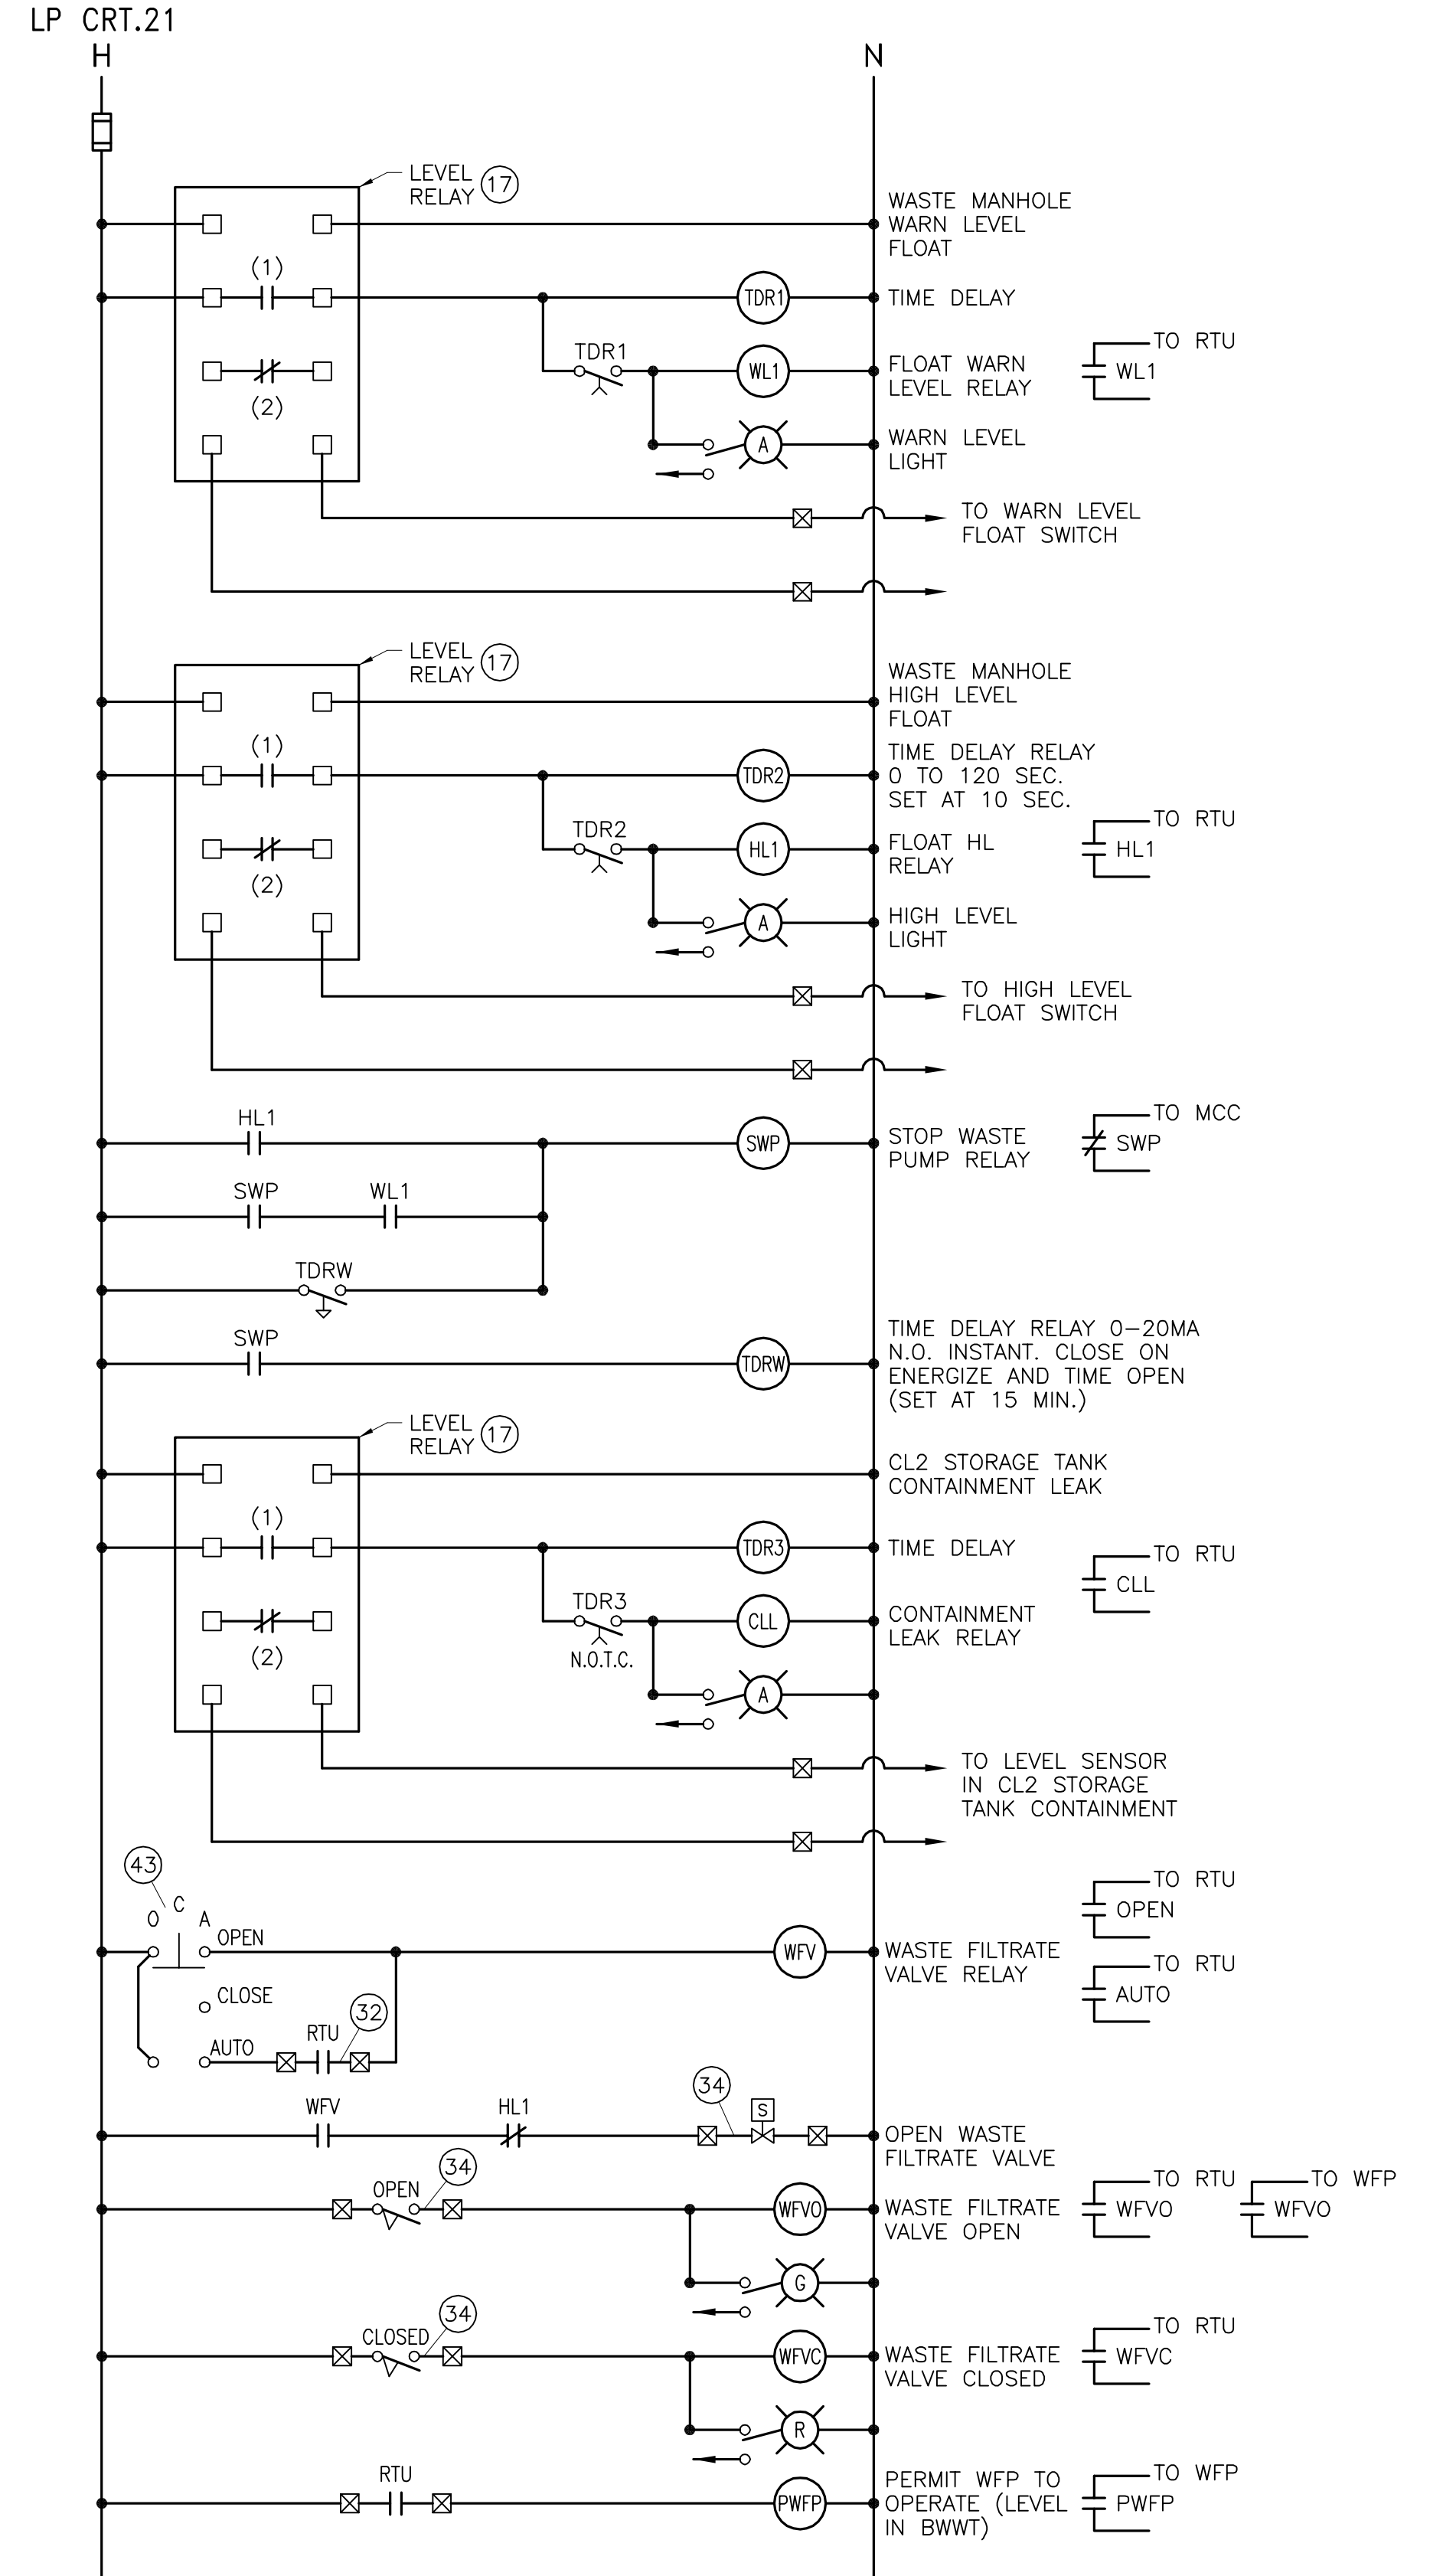 LP CRT.21
H
N
LEVEL
RELAY 17
WASTE MANHOLE
WARN LEVEL
FLOAT
(1)
TDR1
TIME DELAY
TDR1
WL1
FLOAT WARN
LEVEL RELAY
TO RTU
WL1
(2)
A
WARN LEVEL
LIGHT
TO WARN LEVEL
FLOAT SWITCH
LEVEL
RELAY 17
WASTE MANHOLE
HIGH LEVEL
FLOAT
(1)
TDR2
TIME DELAY RELAY
0 TO 120 SEC.
SET AT 10 SEC.
TDR2
HL1
FLOAT HL
RELAY
TO RTU
HL1
(2)
A
HIGH LEVEL
LIGHT
TO HIGH LEVEL
FLOAT SWITCH
HL1
SWP
STOP WASTE
PUMP RELAY
TO MCC
SWP
SWP
WL1
TDRW
SWP
TDRW
TIME DELAY RELAY 0-20MA
N.O. INSTANT. CLOSE ON
ENERGIZE AND TIME OPEN
(SET AT 15 MIN.)
LEVEL
RELAY 17
CL2 STORAGE TANK
CONTAINMENT LEAK
(1)
TDR3
TIME DELAY
TO RTU
CLL
TDR3
N.O.T.C.
CLL
CONTAINMENT
LEAK RELAY
(2)
A
TO LEVEL SENSOR
IN CL2 STORAGE
TANK CONTAINMENT
43
O C A
OPEN
WFV
WASTE FILTRATE
VALVE RELAY
TO RTU
OPEN
TO RTU
AUTO
CLOSE
AUTO
RTU
32
WFV
HL1
34
S
OPEN WASTE
FILTRATE VALVE
OPEN
34
WFVO
WASTE FILTRATE
VALVE OPEN
TO RTU
WFVO
TO WFP
WFVO
G
CLOSED
34
WFVC
WASTE FILTRATE
VALVE CLOSED
TO RTU
WFVC
R
RTU
PWFP
PERMIT WFP TO
OPERATE (LEVEL
IN BWWT)
TO WFP
PWFP